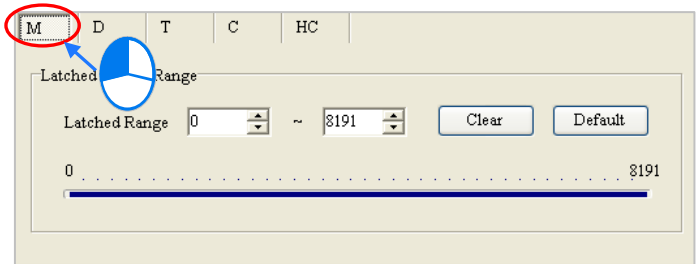 M D T C HC
Latched Range
Latched Range 0 ~ 8191 Clear Default
0 8191